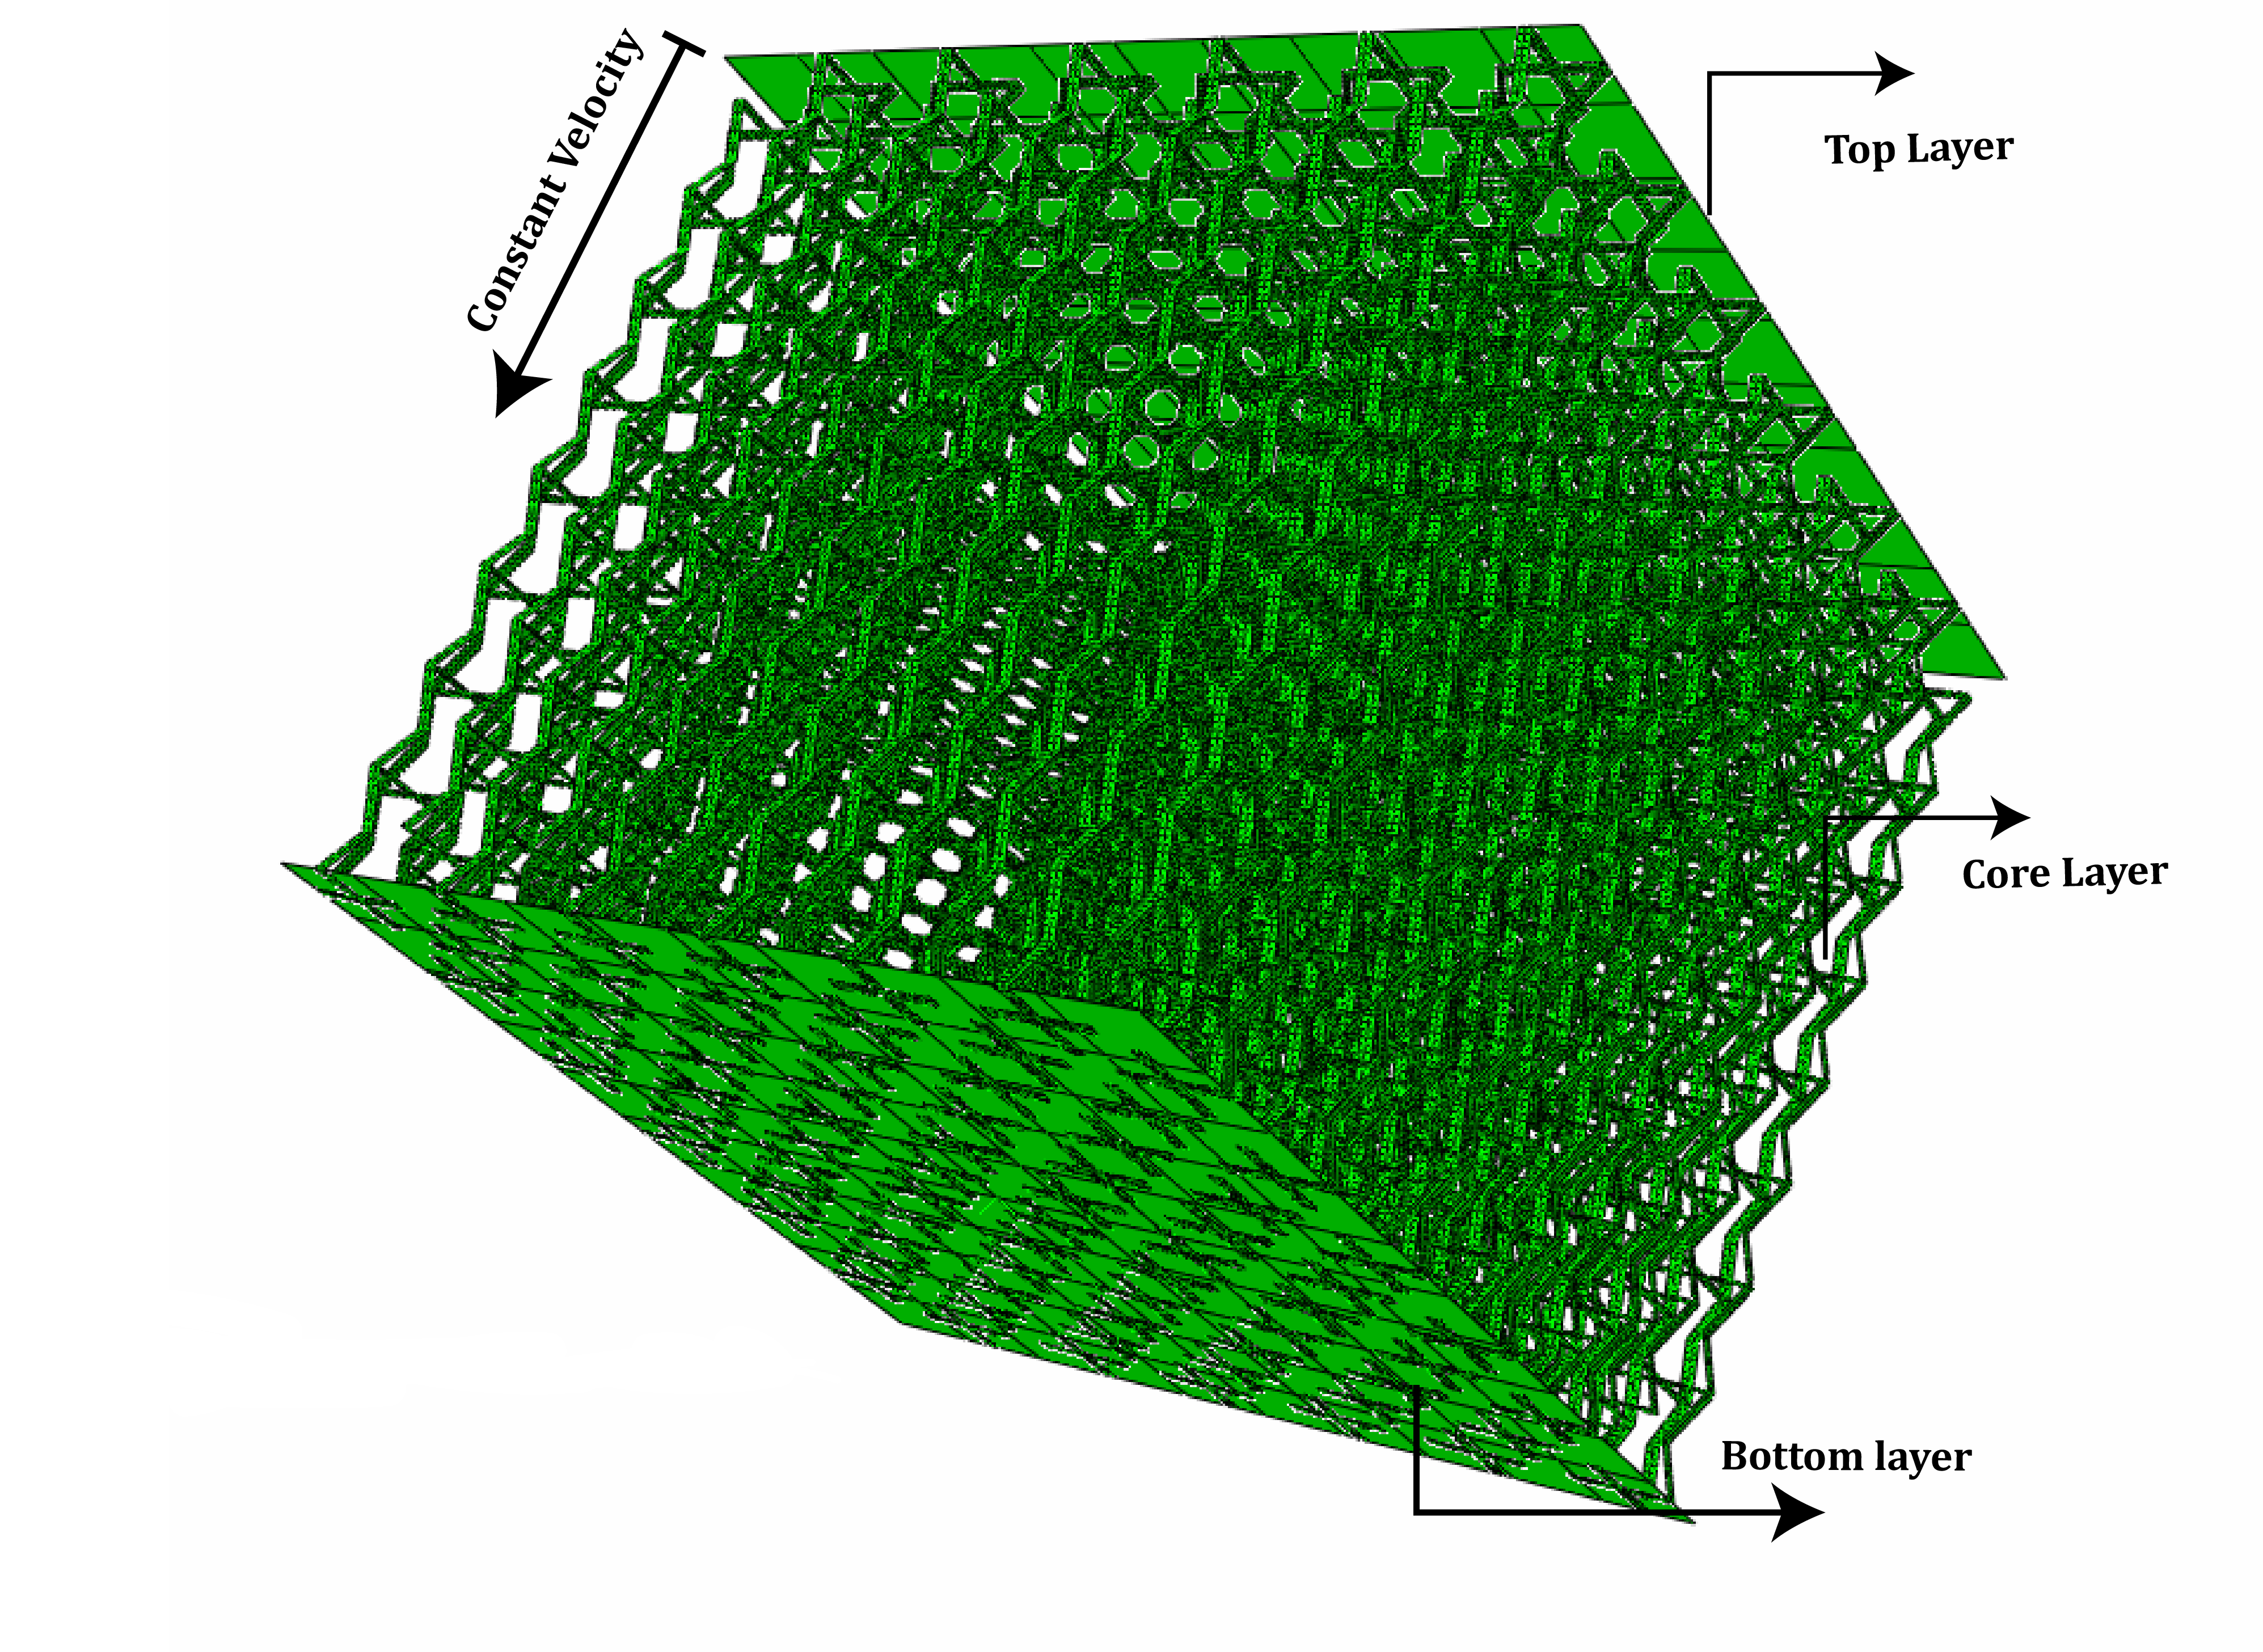 Constant Velocity
Top Layer
Core Layer
Bottom layer